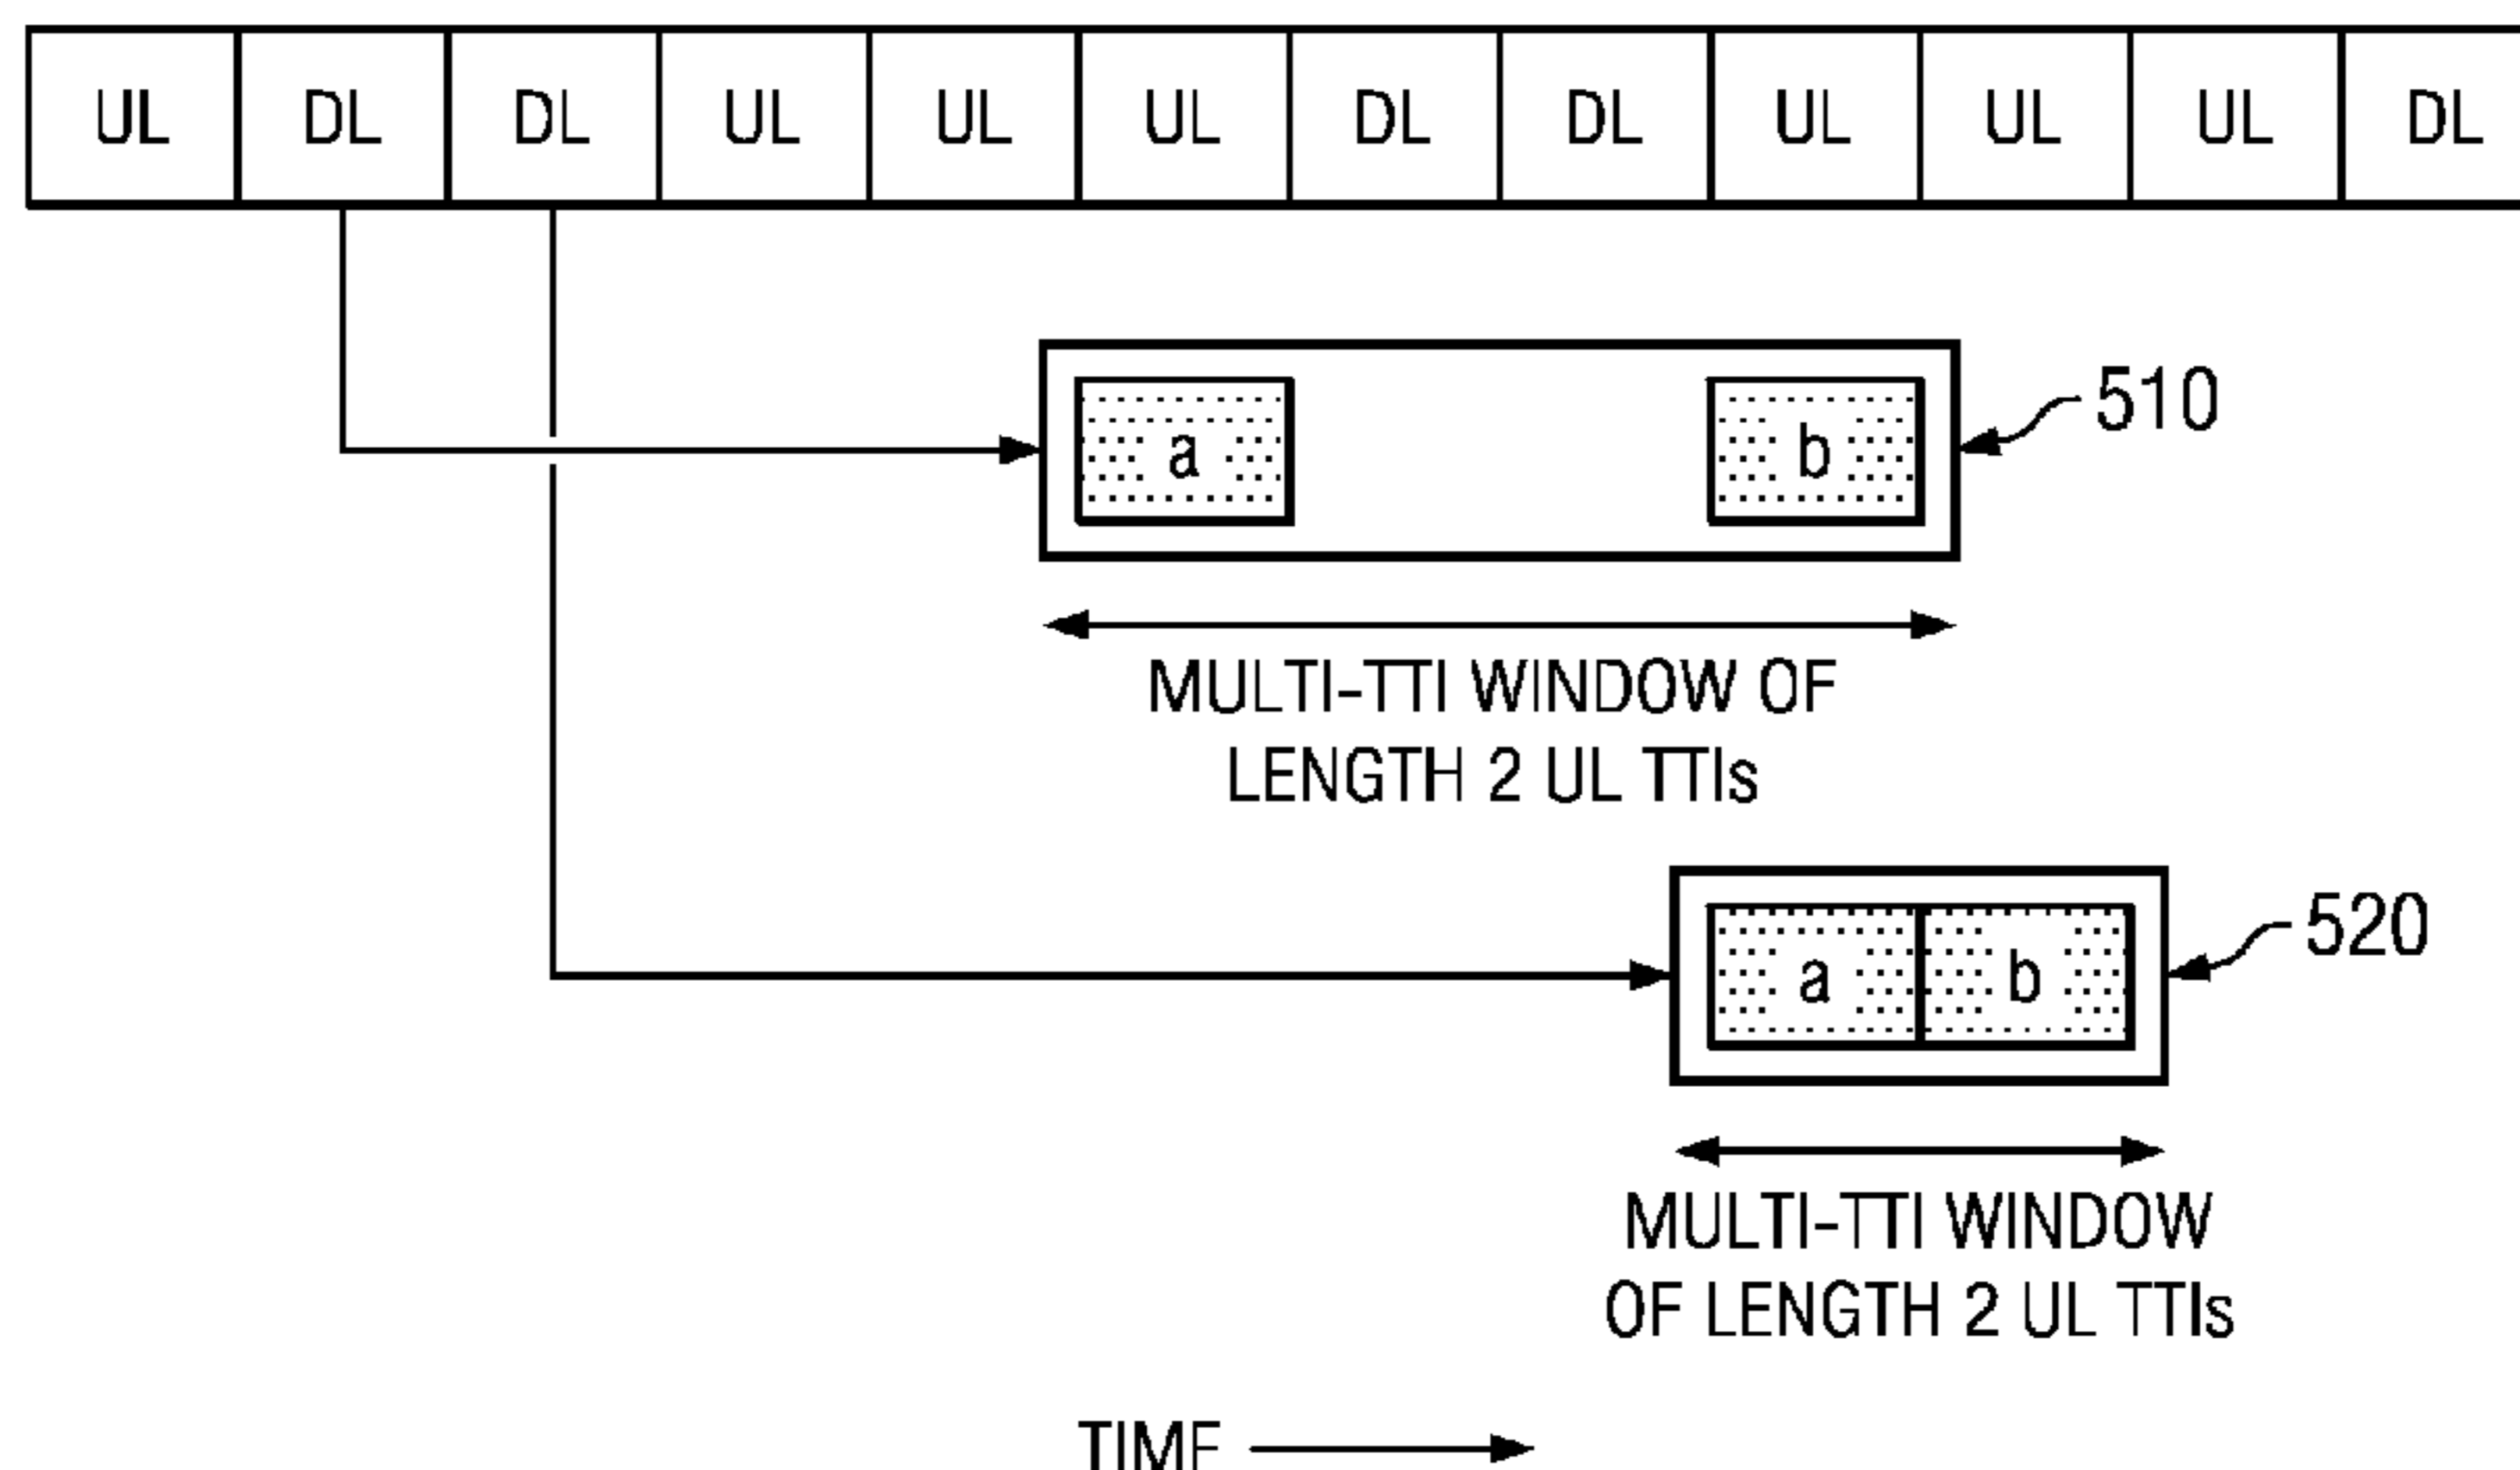 UL DL DL UL UL UL DL DL UL UL UL DL
a b 510
MULTI-TTI WINDOW OF
LENGTH 2 UL TTIs
a b 520
MULTI-TTI WINDOW
OF LENGTH 2 UL TTIs
TIME